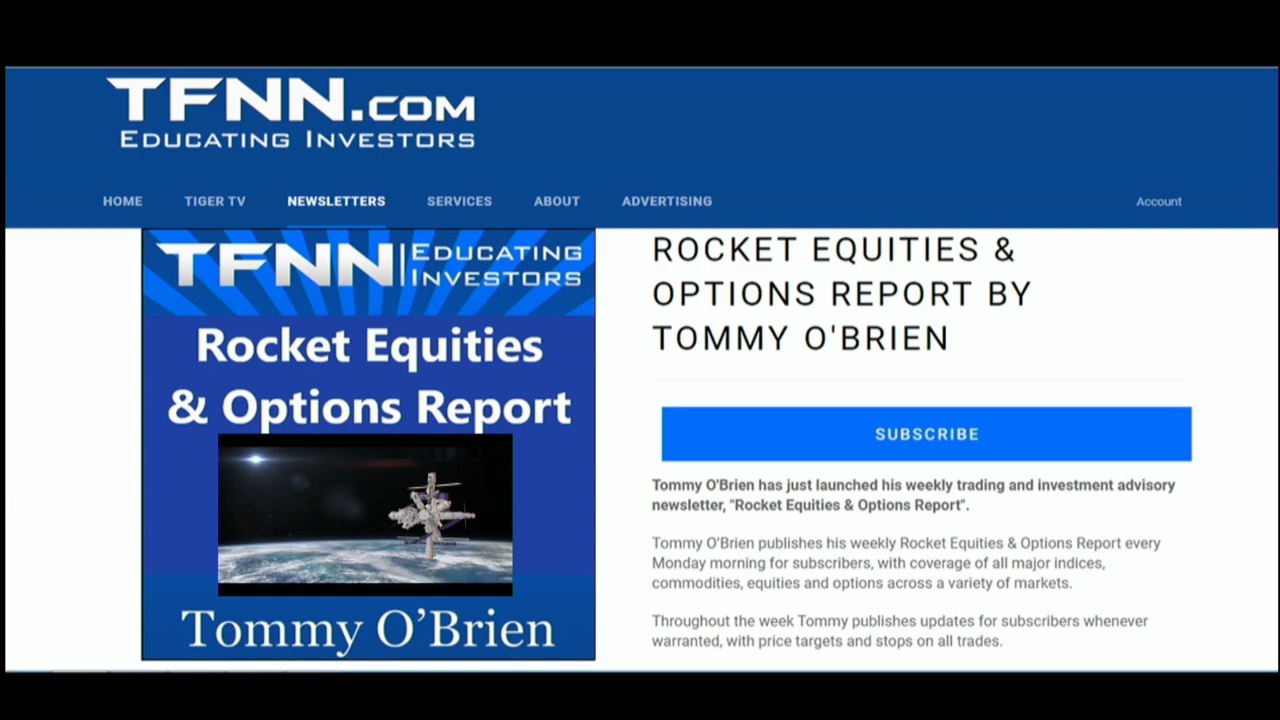 TFNN.COM
EDUCATING INVESTORS
HOME TIGER TV NEWSLETTERS SERVICES ABOUT ADVERTISING Account
TFNN EDUCATING
INVESTORS
Rocket Equities
& Options Report
Tommy O’Brien
ROCKET EQUITIES &
OPTIONS REPORT BY
TOMMY O'BRIEN
SUBSCRIBE
Tommy O'Brien has just launched his weekly trading and investment advisory
newsletter, "Rocket Equities & Options Report".
Tommy O’Brien publishes his weekly Rocket Equities & Options Report every
Monday morning for subscribers, with coverage of all major indices,
commodities, equities and options across a variety of markets.
Throughout the week Tommy publishes updates for subscribers whenever
warranted, with price targets and stops on all trades.